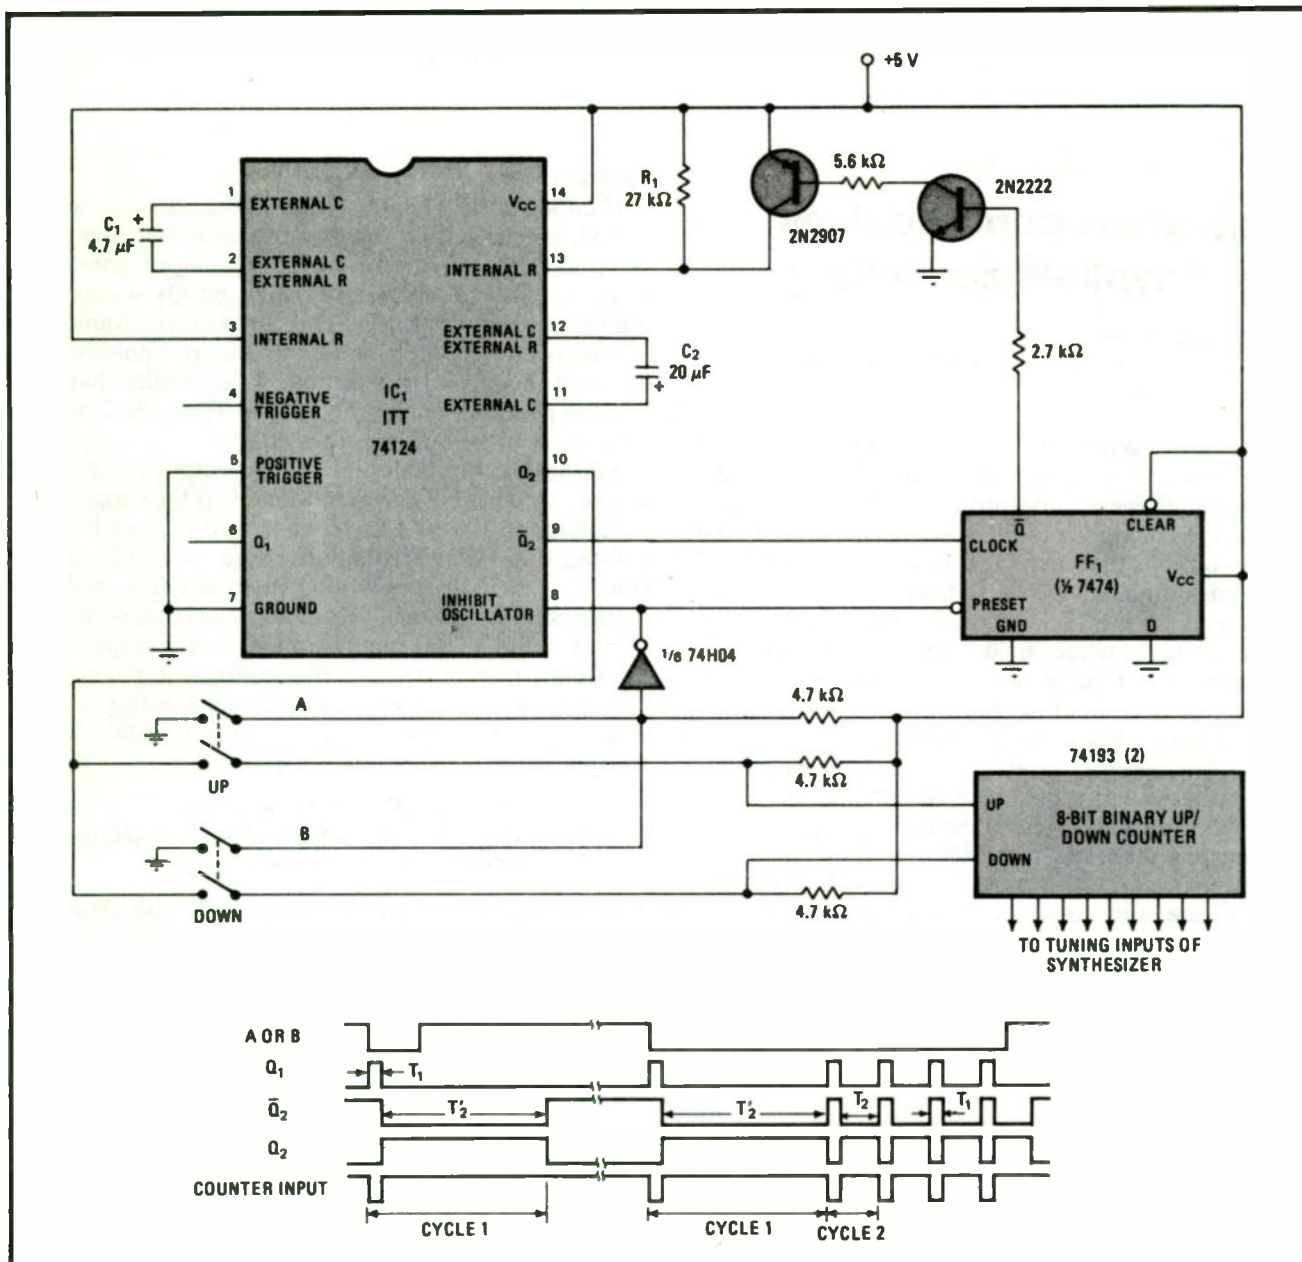 +5 V
1
EXTERNAL C
C1 +
4.7 μF
2
EXTERNAL C
EXTERNAL R
3
INTERNAL R
4
NEGATIVE
TRIGGER
5
POSITIVE
TRIGGER
6
Q1
7
GROUND
IC1
ITT
74124
VCC
14
INTERNAL R
13
EXTERNAL C
EXTERNAL R
12
EXTERNAL C
11
Q2
10
Q̅2
9
INHIBIT
OSCILLATOR
8
R1
27 kΩ
2N2907
5.6 kΩ
2N2222
C2
20 μF
+
2.7 kΩ
Q̅
CLEAR
CLOCK
FF1
(½ 7474)
VCC
PRESET
GND
D
1/6 74H04
A
UP
B
DOWN
4.7 kΩ
4.7 kΩ
4.7 kΩ
74193 (2)
UP
8-BIT BINARY UP/
DOWN COUNTER
DOWN
TO TUNING INPUTS OF
SYNTHESIZER
A OR B
Q1
T1
Q̅2
T'2
T'2
T2
T1
Q2
COUNTER INPUT
CYCLE 1
CYCLE 1
CYCLE 2